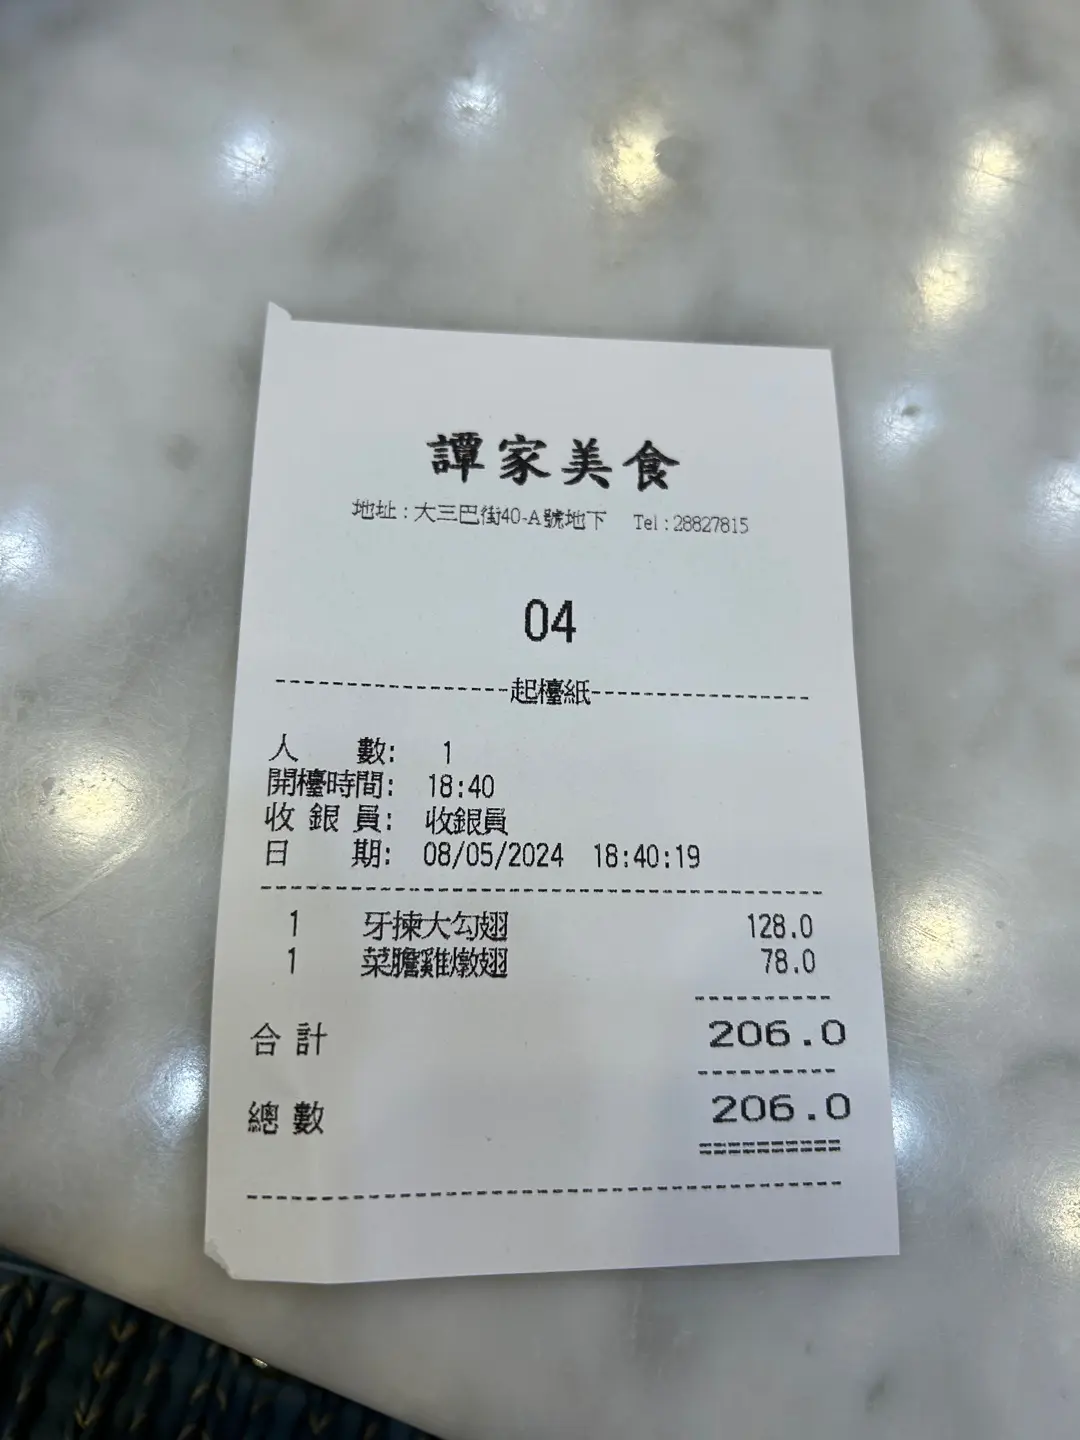 譚家美食
地址：大三巴街40-A號地下 Tel：28827815
04
-----------------起檯紙----------------
人 數: 1
開檯時間: 18:40
收 銀 員: 收銀員
日 期: 08/05/2024 18:40:19
1 牙揀大勾翅 128.0
1 菜膽雞燉翅 78.0
合 計 206.0
總 數 206.0